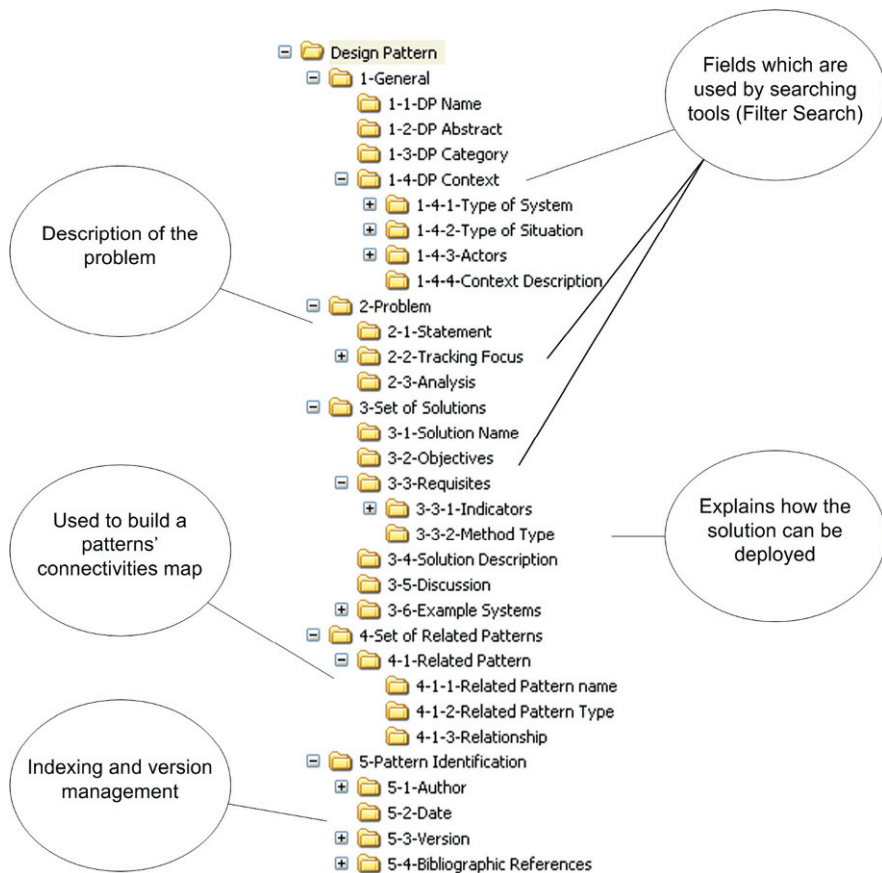 Design Pattern
1-General
1-1-DP Name
1-2-DP Abstract
1-3-DP Category
1-4-DP Context
1-4-1-Type of System
1-4-2-Type of Situation
1-4-3-Actors
1-4-4-Context Description
2-Problem
2-1-Statement
2-2-Tracking Focus
2-3-Analysis
3-Set of Solutions
3-1-Solution Name
3-2-Objectives
3-3-Requisites
3-3-1-Indicators
3-3-2-Method Type
3-4-Solution Description
3-5-Discussion
3-6-Example Systems
4-Set of Related Patterns
4-1-Related Pattern
4-1-1-Related Pattern name
4-1-2-Related Pattern Type
4-1-3-Relationship
5-Pattern Identification
5-1-Author
5-2-Date
5-3-Version
5-4-Bibliographic References
Fields which are
used by searching
tools (Filter Search)
Description of the
problem
Used to build a
patterns’
connectivities map
Explains how the
solution can be
deployed
Indexing and version
management